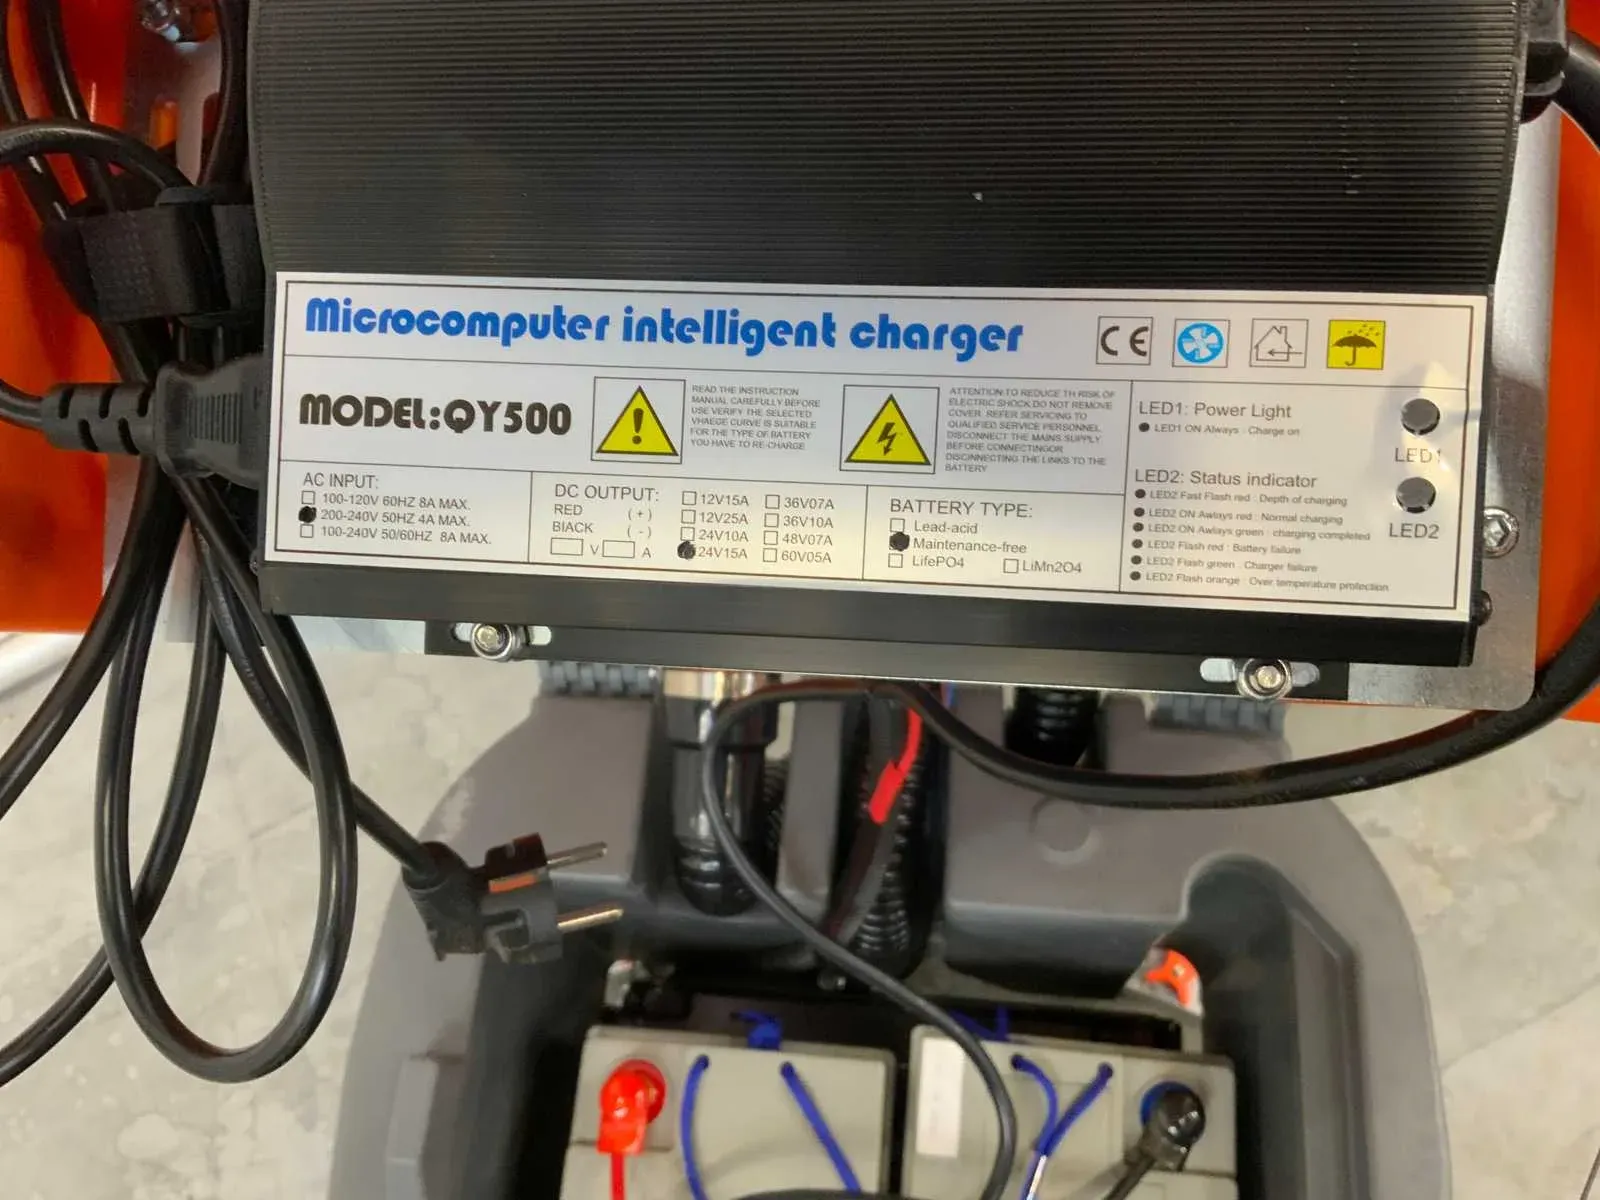 Microcomputer intelligent charger
CE
MODEL:QY500
READ THE INSTRUCTION
MANUAL CAREFULLY BEFORE
USE VERIFY THE SELECTED
VHAEGE CURVE IS SUITABLE
FOR THE TYPE OF BATTERY
YOU HAVE TO RE-CHARGE
ATTENTION TO REDUCE TH RISK OF
ELECTRIC SHOCK DO NOT REMOVE
COVER. REFER SERVICING TO
QUALIFIED SERVICE PERSONNEL.
DISCONNECT THE MAINS SUPPLY
BEFORE CONNECTINGOR
DISCINNECTING THE LINKS TO THE
BATTERY
AC INPUT:
100-120V 60HZ 8A MAX.
200-240V 50HZ 4A MAX.
100-240V 50/60HZ 8A MAX.
DC OUTPUT:
RED (+)
BIACK (-)
V A
12V15A
12V25A
24V10A
24V15A
36V07A
36V10A
48V07A
60V05A
BATTERY TYPE:
Lead-acid
Maintenance-free
LifePO4 LiMn2O4
LED1: Power Light
LED1 ON Always : Charge on
LED2: Status indicator
LED2 Fast Flash red : Depth of charging
LED2 ON Awlays red : Normal charging
LED2 ON Awlays green : charging completed
LED2 Flash red : Battery failure
LED2 Flash green : Charger failure
LED2 Flash orange : Over temperature protection
LED1
LED2